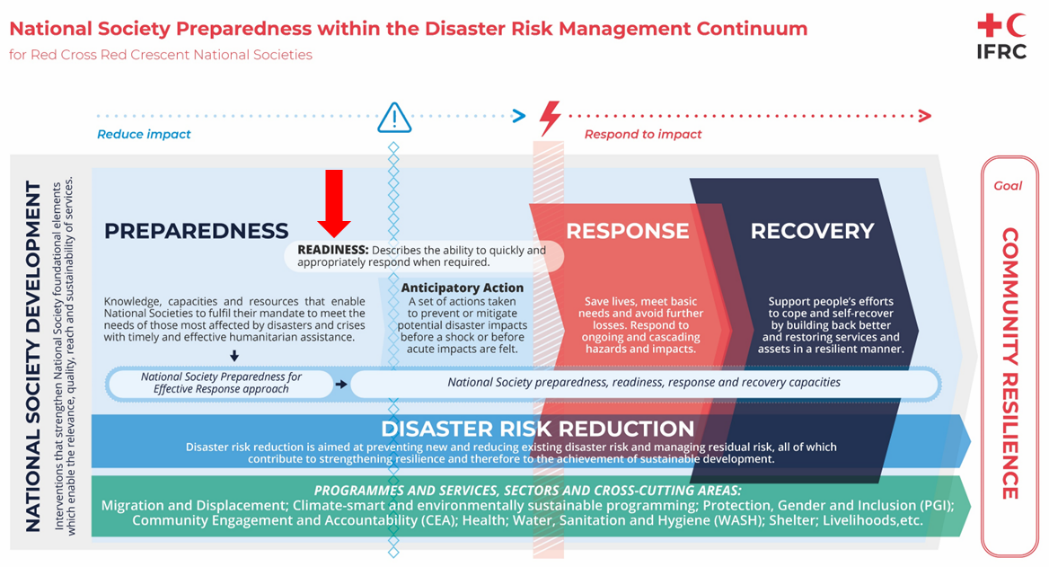 National Society Preparedness within the Disaster Risk Management Continuum
for Red Cross Red Crescent National Societies
IFRC
Reduce impact
Respond to impact
NATIONAL SOCIETY DEVELOPMENT
Interventions that strengthen National Society foundational elements
which enable the relevance, quality, reach and sustainability of services.
PREPAREDNESS
READINESS: Describes the ability to quickly and
appropriately respond when required.
Knowledge, capacities and resources that enable
National Societies to fulfil their mandate to meet the
needs of those most affected by disasters and crises
with timely and effective humanitarian assistance.
Anticipatory Action
A set of actions taken
to prevent or mitigate
potential disaster impacts
before a shock or before
acute impacts are felt.
RESPONSE
Save lives, meet basic
needs and avoid further
losses. Respond to
ongoing and cascading
hazards and impacts.
RECOVERY
Support people's efforts
to cope and self-recover
by building back better
and restoring services and
assets in a resilient manner.
National Society Preparedness for
Effective Response approach
National Society preparedness, readiness, response and recovery capacities
DISASTER RISK REDUCTION
Disaster risk reduction is aimed at preventing new and reducing existing disaster risk and managing residual risk, all of which
contribute to strengthening resilience and therefore to the achievement of sustainable development.
PROGRAMMES AND SERVICES, SECTORS AND CROSS-CUTTING AREAS:
Migration and Displacement; Climate-smart and environmentally sustainable programming; Protection, Gender and Inclusion (PGI);
Community Engagement and Accountability (CEA); Health; Water, Sanitation and Hygiene (WASH); Shelter; Livelihoods,etc.
Goal
COMMUNITY RESILIENCE